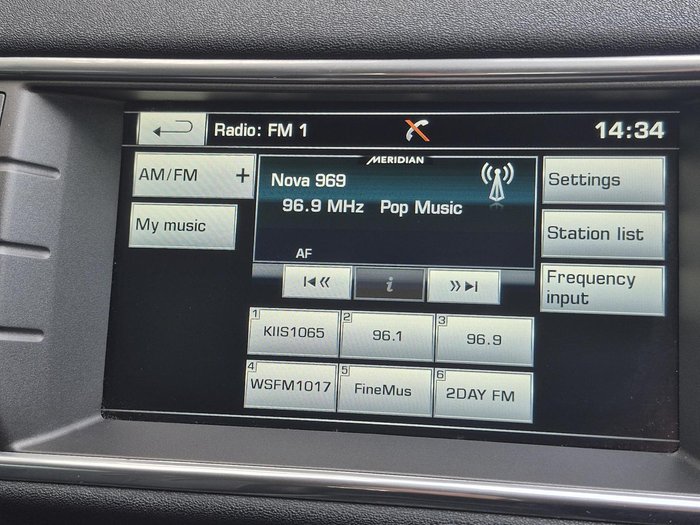 Radio: FM 1
14:34
AM/FM +
MERIDIAN
Nova 969
96.9 MHz Pop Music
Settings
My music
Station list
AF
i
Frequency
input
1 KIIS1065
2 96.1
3 96.9
4 WSFM1017
5 FineMus
6 2DAY FM